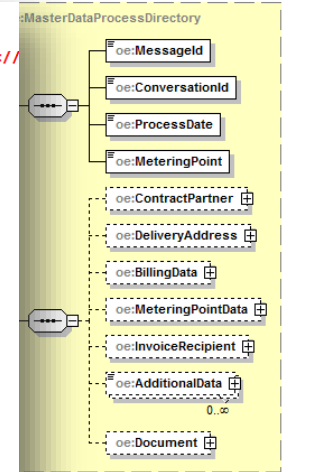 :MasterDataProcessDirectory
://
oe:MessageId
oe:ConversationId
oe:ProcessDate
oe:MeteringPoint
oe:ContractPartner
oe:DeliveryAddress
oe:BillingData
oe:MeteringPointData
oe:InvoiceRecipient
oe:AdditionalData
0..∞
oe:Document